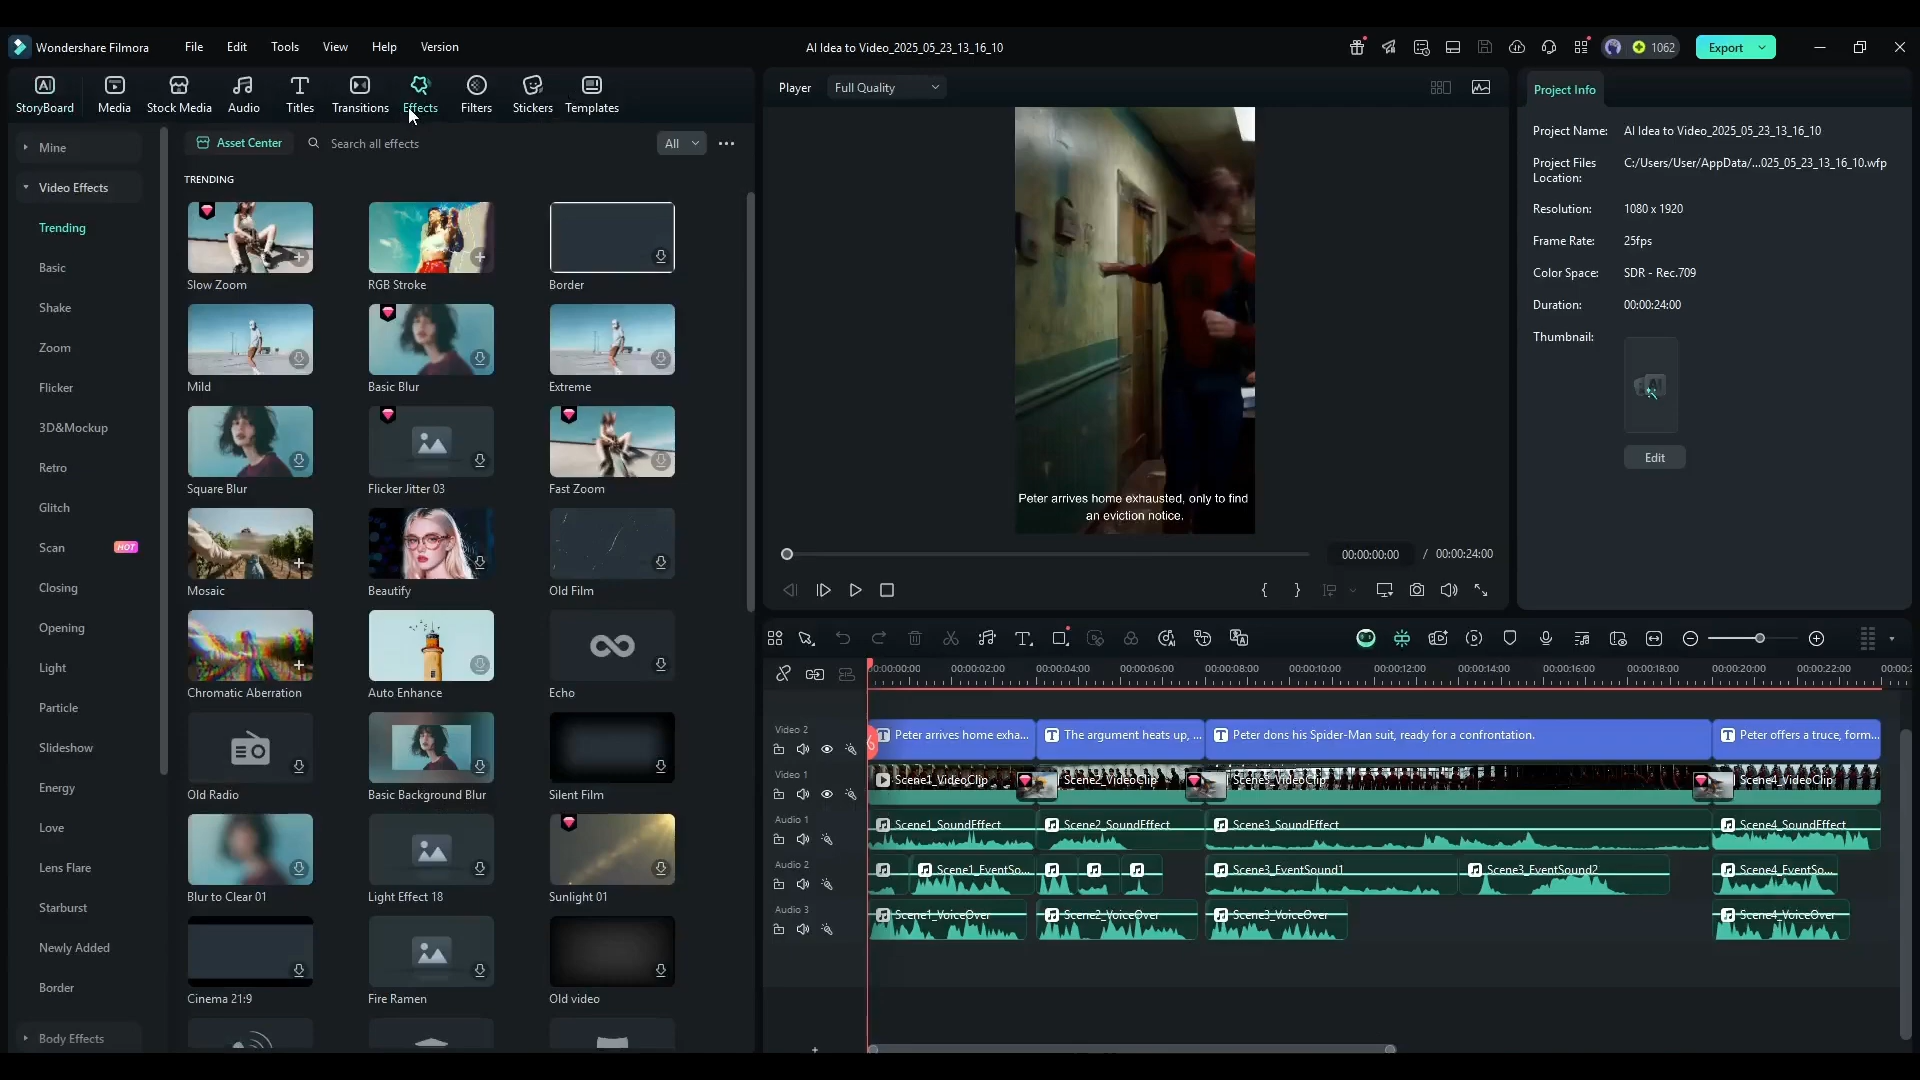 Wondershare Filmora
File
Edit
Tools
View
Help
Version
AI Idea to Video_2025_05_23_13_16_10
1062
Export
StoryBoard
Media
Stock Media
Audio
Titles
Transitions
Effects
Filters
Stickers
Templates
Mine
Video Effects
Trending
Basic
Shake
Zoom
Flicker
3D&Mockup
Retro
Glitch
Scan
HOT
Closing
Opening
Light
Particle
Slideshow
Energy
Love
Lens Flare
Starburst
Newly Added
Border
Body Effects
Asset Center
Search all effects
All
TRENDING
Slow Zoom
RGB Stroke
Border
Mild
Basic Blur
Extreme
Square Blur
Flicker Jitter 03
Fast Zoom
Mosaic
Beautify
Old Film
Chromatic Aberration
Auto Enhance
Echo
Old Radio
Basic Background Blur
Silent Film
Blur to Clear 01
Light Effect 18
Sunlight 01
Cinema 21:9
Fire Ramen
Old video
Player
Full Quality
Peter arrives home exhausted, only to find
an eviction notice.
00:00:00:00 / 00:00:24:00
Project Info
Project Name: AI Idea to Video_2025_05_23_13_16_10
Project Files Location: C:/Users/User/AppData/...025_05_23_13_16_10.wfp
Resolution: 1080 x 1920
Frame Rate: 25fps
Color Space: SDR - Rec.709
Duration: 00:00:24:00
Thumbnail:
AI
Edit
00:00:00:00
00:00:02:00
00:00:04:00
00:00:06:00
00:00:08:00
00:00:10:00
00:00:12:00
00:00:14:00
00:00:16:00
00:00:18:00
00:00:20:00
00:00:22:00
Video 2
Peter arrives home exha...
The argument heats up, ...
Peter dons his Spider-Man suit, ready for a confrontation.
Peter offers a truce, form...
Video 1
Scene1_VideoClip
Scene2_VideoClip
Scene3_VideoClip
Scene4_VideoClip
Audio 1
Scene1_SoundEffect
Scene2_SoundEffect
Scene3_SoundEffect
Scene4_SoundEffect
Audio 2
Scene1_EventSo...
Scene3_EventSound1
Scene3_EventSound2
Scene4_EventSo...
Audio 3
Scene1_VoiceOver
Scene2_VoiceOver
Scene3_VoiceOver
Scene4_VoiceOver